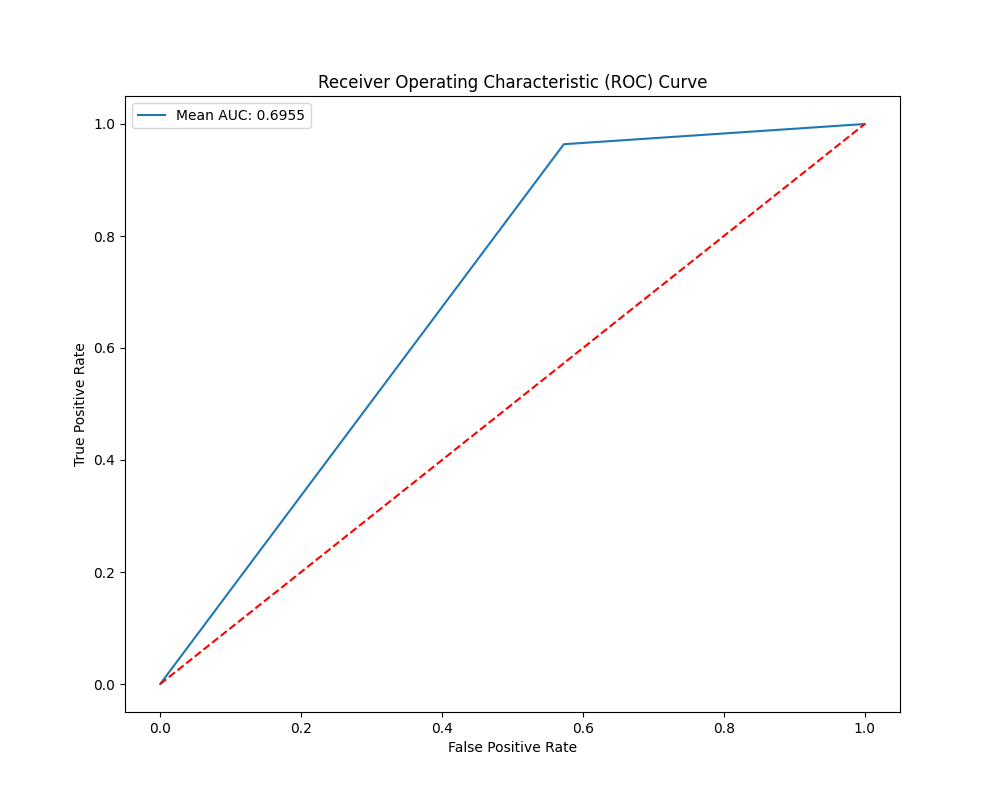 Receiver Operating Characteristic (ROC) Curve
Mean AUC: 0.6955
1.0
0.8
0.6
0.4
0.2
0.0
True Positive Rate
0.0 0.2 0.4 0.6 0.8 1.0
False Positive Rate